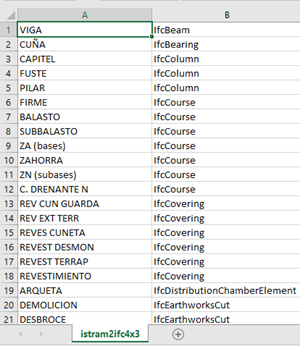 A B
1 VIGA IfcBeam
2 CUÑA IfcBearing
3 CAPITEL IfcColumn
4 FUSTE IfcColumn
5 PILAR IfcColumn
6 FIRME IfcCourse
7 BALASTO IfcCourse
8 SUBBALASTO IfcCourse
9 ZA (bases) IfcCourse
10 ZAHORRA IfcCourse
11 ZN (subases) IfcCourse
12 C. DRENANTE N IfcCourse
13 REV CUN GUARDA IfcCovering
14 REV EXT TERR IfcCovering
15 REVES CUNETA IfcCovering
16 REVEST DESMON IfcCovering
17 REVEST TERRAP IfcCovering
18 REVESTIMIENTO IfcCovering
19 ARQUETA IfcDistributionChamberElement
20 DEMOLICION IfcEarthworksCut
21 DESBROCE IfcEarthworksCut
istram2ifc4x3